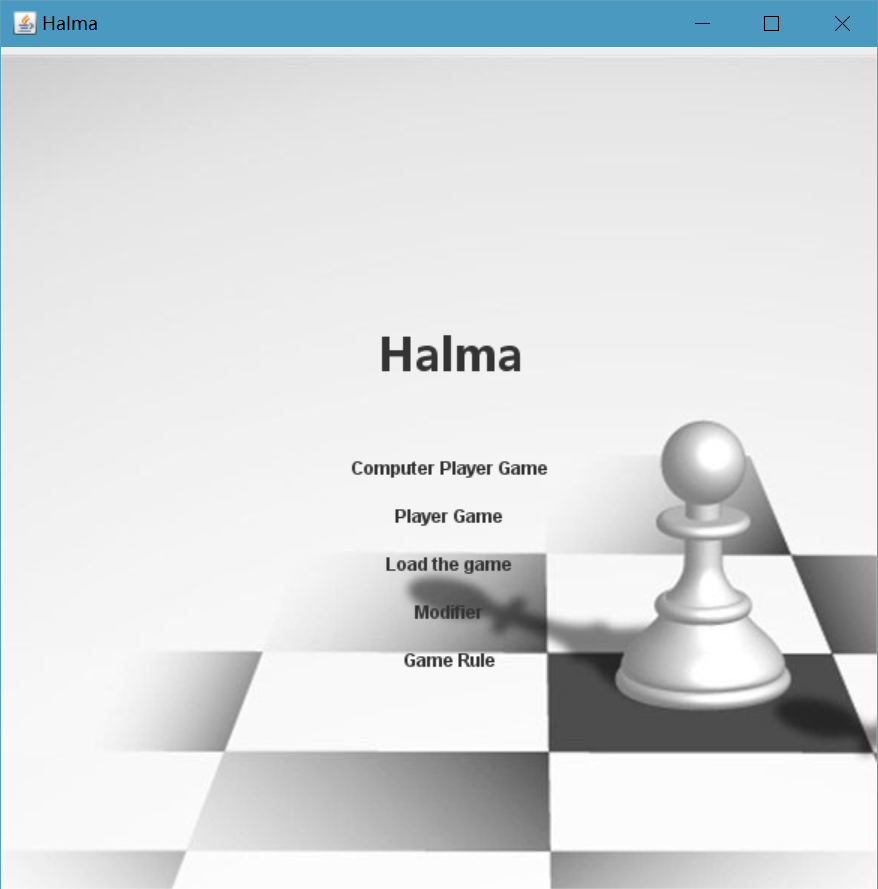 Halma
Halma
Computer Player Game
Player Game
Load the game
Modifier
Game Rule